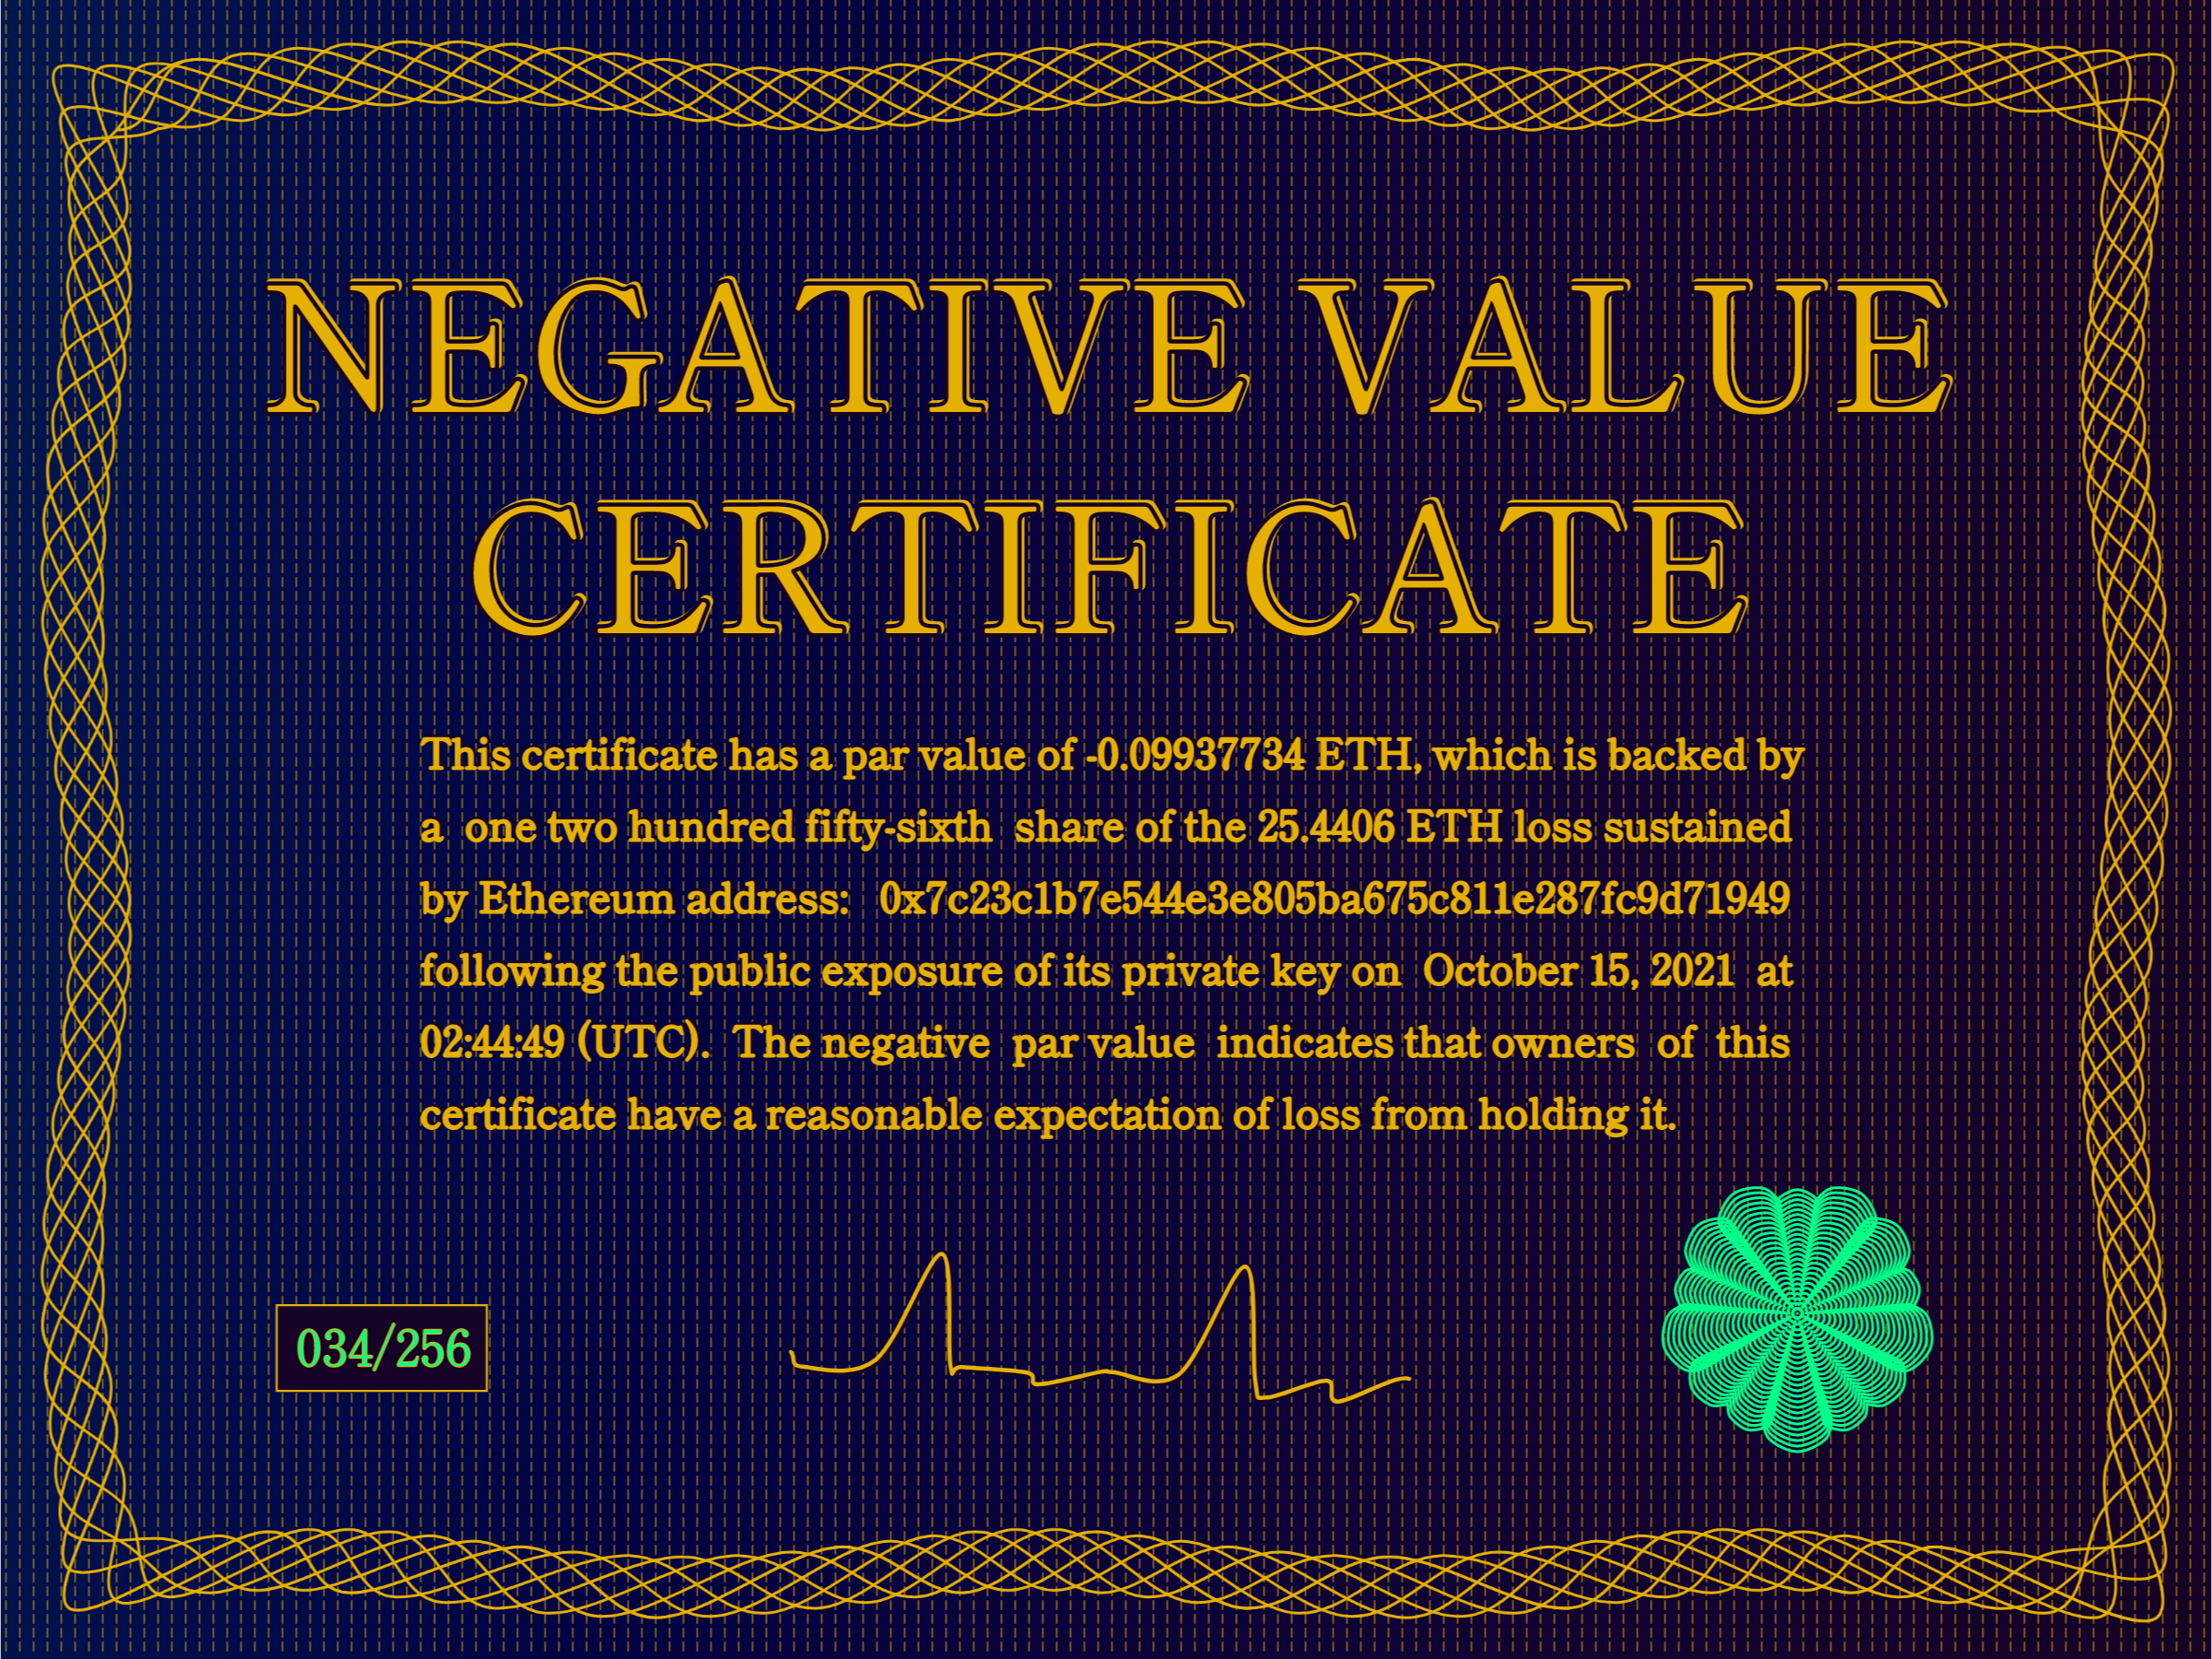 NEGATIVE VALUE
CERTIFICATE
This certificate has a par value of -0.09937734 ETH, which is backed by
a one two hundred fifty-sixth share of the 25.4406 ETH loss sustained
by Ethereum address: 0x7c23c1b7e544e3e805ba675c811e287fc9d71949
following the public exposure of its private key on October 15, 2021 at
02:44:49 (UTC). The negative par value indicates that owners of this
certificate have a reasonable expectation of loss from holding it.
034/256